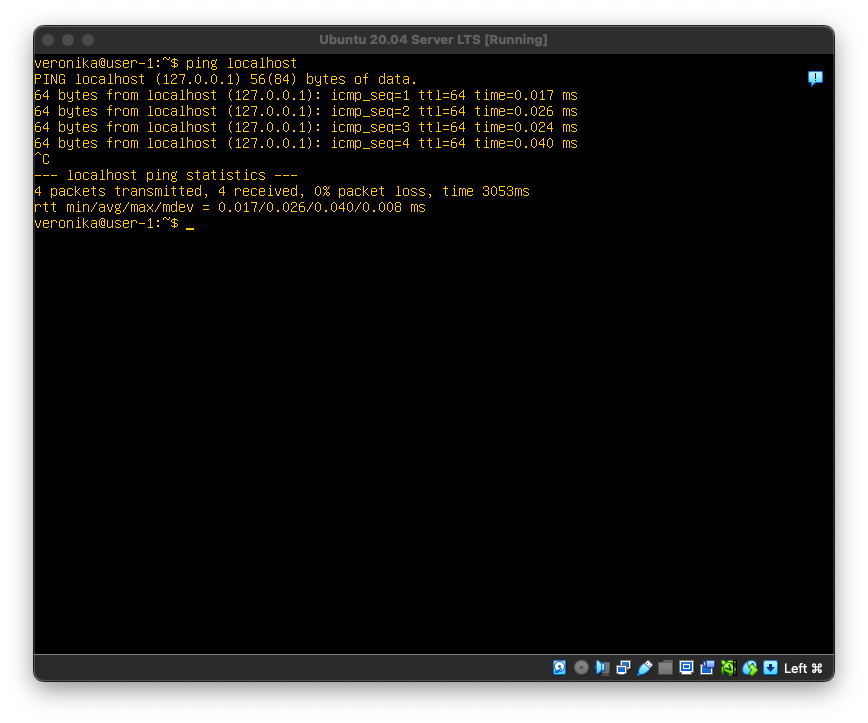 Ubuntu 20.04 Server LTS [Running]
veronika@user-1:~$ ping localhost
PING localhost (127.0.0.1) 56(84) bytes of data.
64 bytes from localhost (127.0.0.1): icmp_seq=1 ttl=64 time=0.017 ms
64 bytes from localhost (127.0.0.1): icmp_seq=2 ttl=64 time=0.026 ms
64 bytes from localhost (127.0.0.1): icmp_seq=3 ttl=64 time=0.024 ms
64 bytes from localhost (127.0.0.1): icmp_seq=4 ttl=64 time=0.040 ms
^C
--- localhost ping statistics ---
4 packets transmitted, 4 received, 0% packet loss, time 3053ms
rtt min/avg/max/mdev = 0.017/0.026/0.040/0.008 ms
veronika@user-1:~$ _
Left ⌘